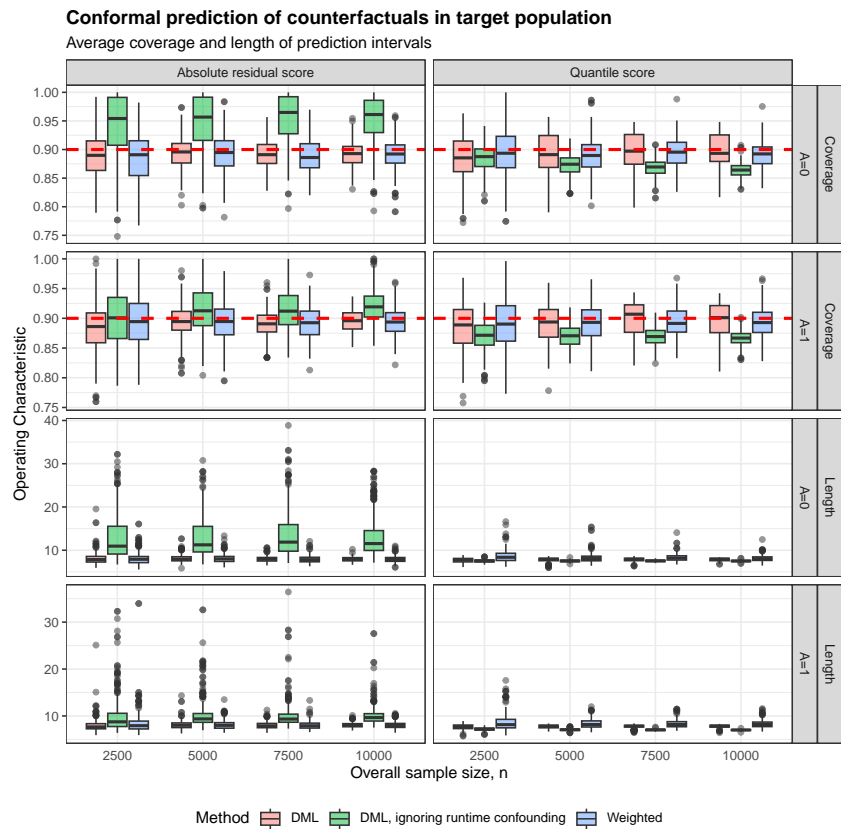 Conformal prediction of counterfactuals in target population
Average coverage and length of prediction intervals
Absolute residual score
Quantile score
1.00
0.95
0.90
0.85
0.80
0.75
A=0
Coverage
1.00
0.95
0.90
0.85
0.80
0.75
A=1
Coverage
40
30
20
10
A=0
Length
30
20
10
A=1
Length
Operating Characteristic
2500 5000 7500 10000
2500 5000 7500 10000
Overall sample size, n
Method DML DML, ignoring runtime confounding Weighted